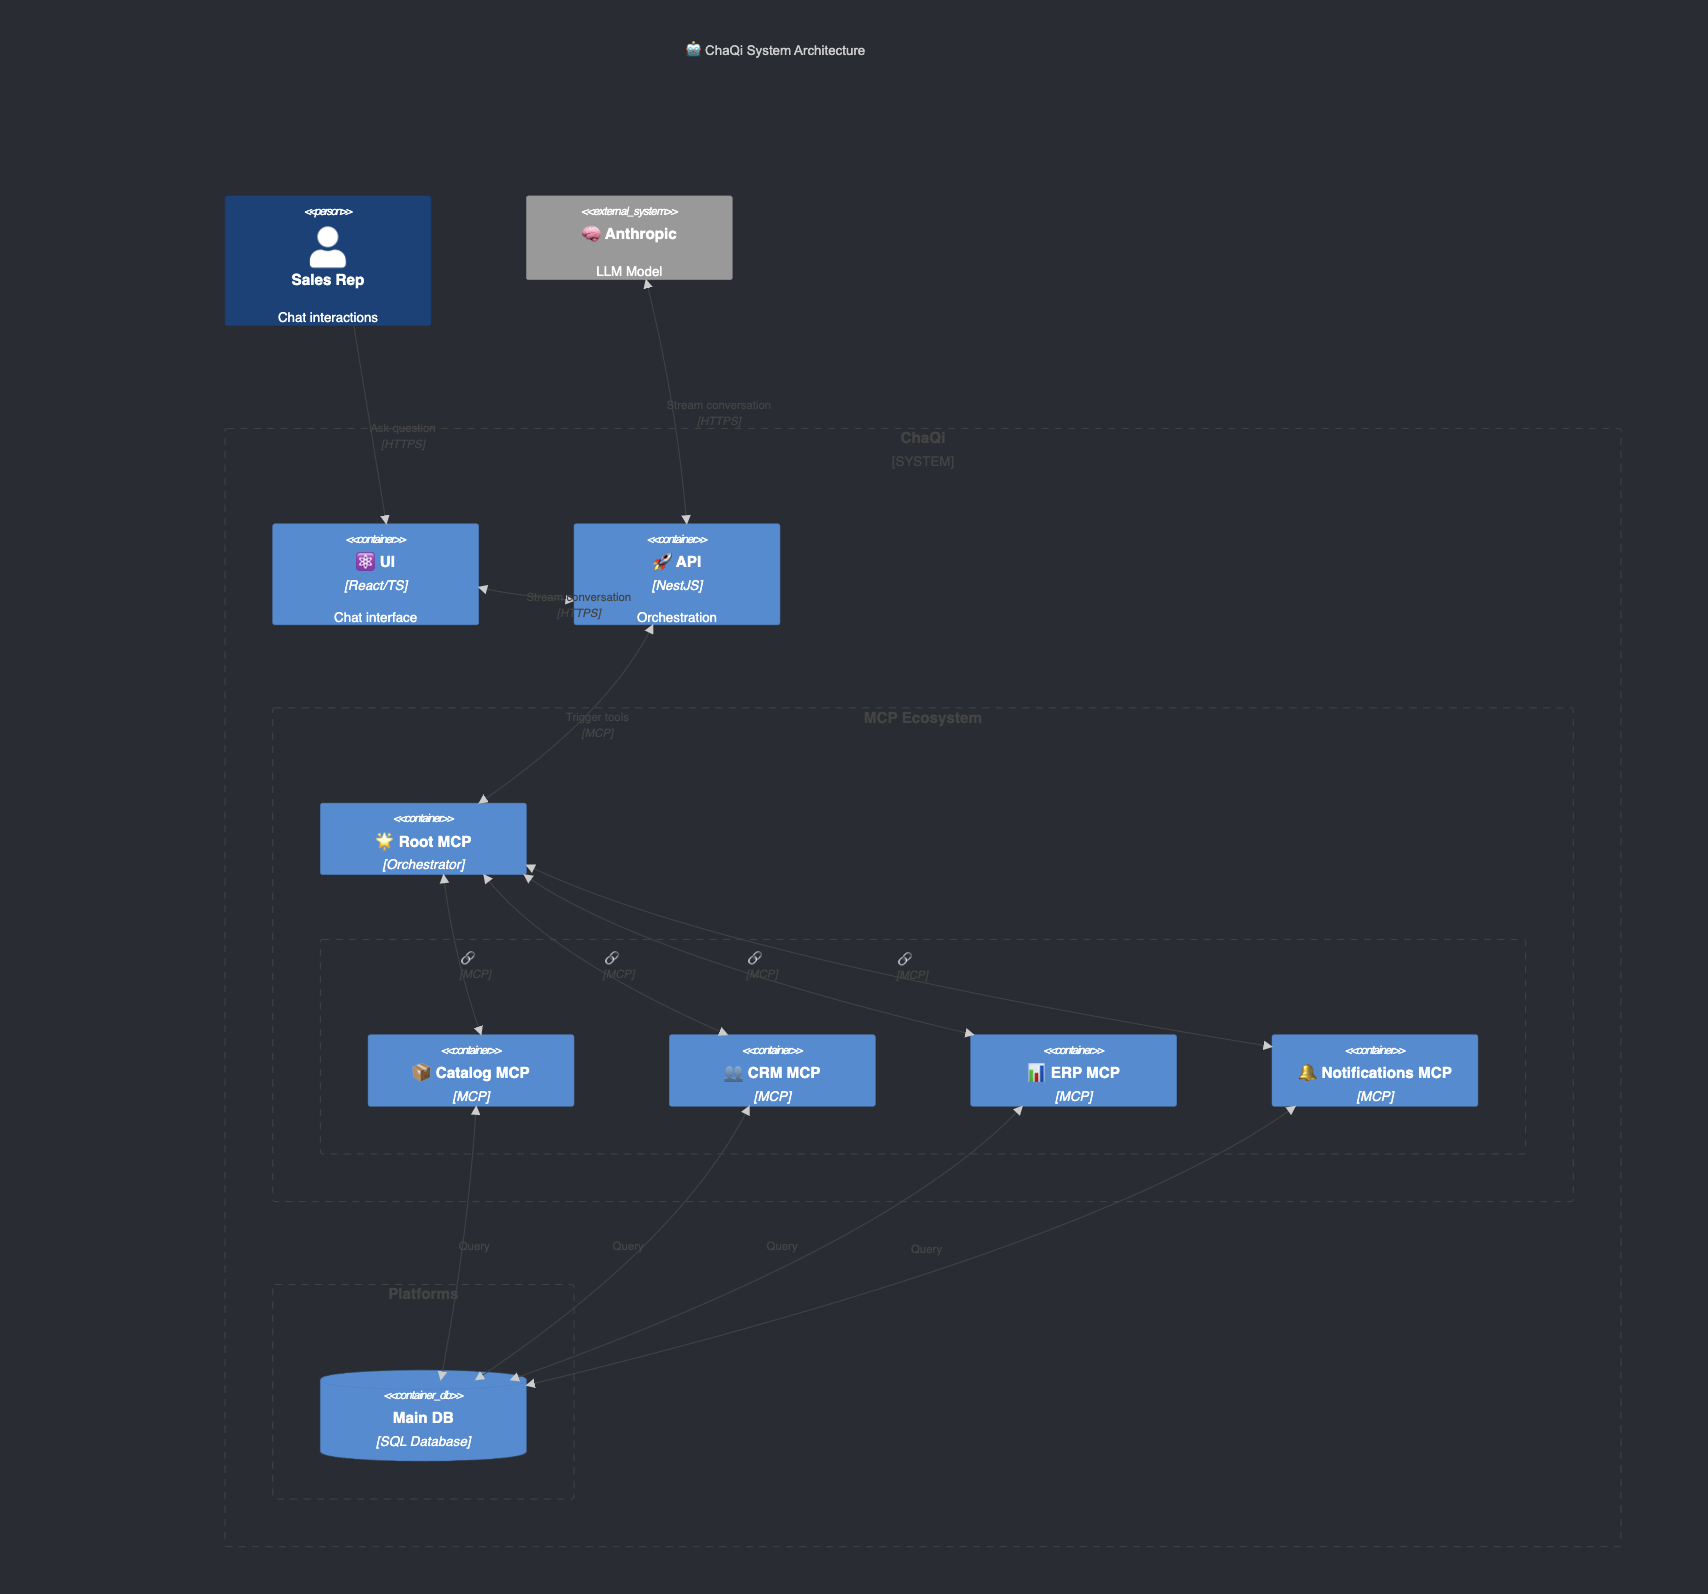 🤖 ChaQi System Architecture
<<person>>
Sales Rep
Chat interactions
<<external_system>>
🧠 Anthropic
LLM Model
Ask question
[HTTPS]
Stream conversation
[HTTPS]
ChaQi
[SYSTEM]
<<container>>
⚛️ UI
[React/TS]
Chat interface
Stream conversation
[HTTPS]
<<container>>
🚀 API
[NestJS]
Orchestration
Trigger tools
[MCP]
MCP Ecosystem
<<container>>
🌟 Root MCP
[Orchestrator]
🔗
[MCP]
🔗
[MCP]
🔗
[MCP]
🔗
[MCP]
<<container>>
📦 Catalog MCP
[MCP]
<<container>>
👥 CRM MCP
[MCP]
<<container>>
📊 ERP MCP
[MCP]
<<container>>
🔔 Notifications MCP
[MCP]
Query
Query
Query
Query
Platforms
<<container_db>>
Main DB
[SQL Database]